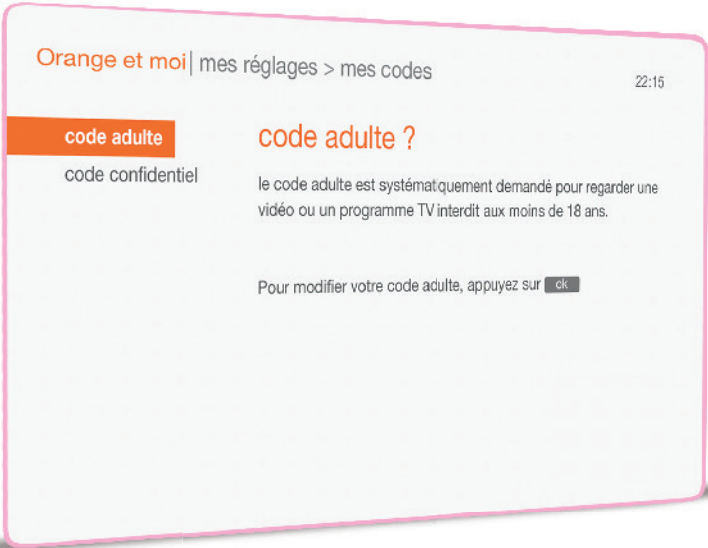 Orange et moi| mes réglages > mes codes
22:15
code adulte
code confidentiel
code adulte ?
le code adulte est systématiquement demandé pour regarder une
vidéo ou un programme TV interdit aux moins de 18 ans.
Pour modifier votre code adulte, appuyez sur ok